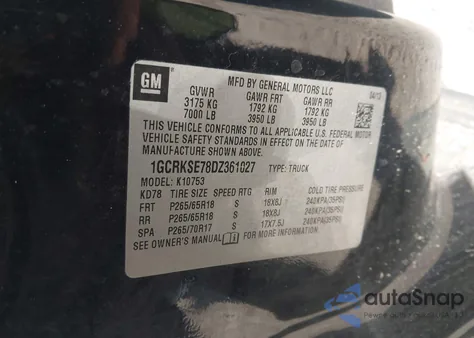 GM
MFD BY GENERAL MOTORS LLC
04/13
GVWR GAWR FRT GAWR RR
3175 KG 1792 KG 1792 KG
7000 LB 3950 LB 3950 LB
THIS VEHICLE CONFORMS TO ALL APPLICABLE U.S. FEDERAL MOTOR
VEHICLE SAFETY, BUMPER, AND THEFT PREVENTION STANDARDS
IN EFFECT ON THE DATE OF
MANUFACTURE SHOWN ABOVE.
1GCRKSE78DZ361027 TYPE: TRUCK
MODEL: K10753
KD78 TIRE SIZE SPEED RTG RIM COLD TIRE PRESSURE
FRT P265/65R18 S 18X8J 240KPA(35PSI)
RR P265/65R18 S 18X8J 240KPA(35PSI)
SPA P265/70R17 S 17X7.5J 240KPA(35PSI)
SEE OWNER'S MANUAL FOR MORE INFORMATION.
autoSnap